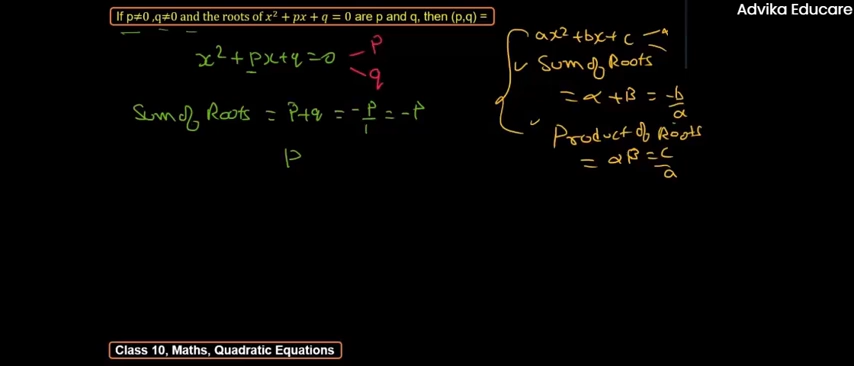 Advika Educare
If p≠0 ,q≠0 and the roots of x² + px + q = 0 are p and q, then (p,q) =
x² + px + q = 0
P
q
Sum of Roots = P+q = -P/1 = -P
P
ax² + bx + c
Sum of Roots
= α + β = -b/a
Product of Roots
= αβ = c/a
Class 10, Maths, Quadratic Equations